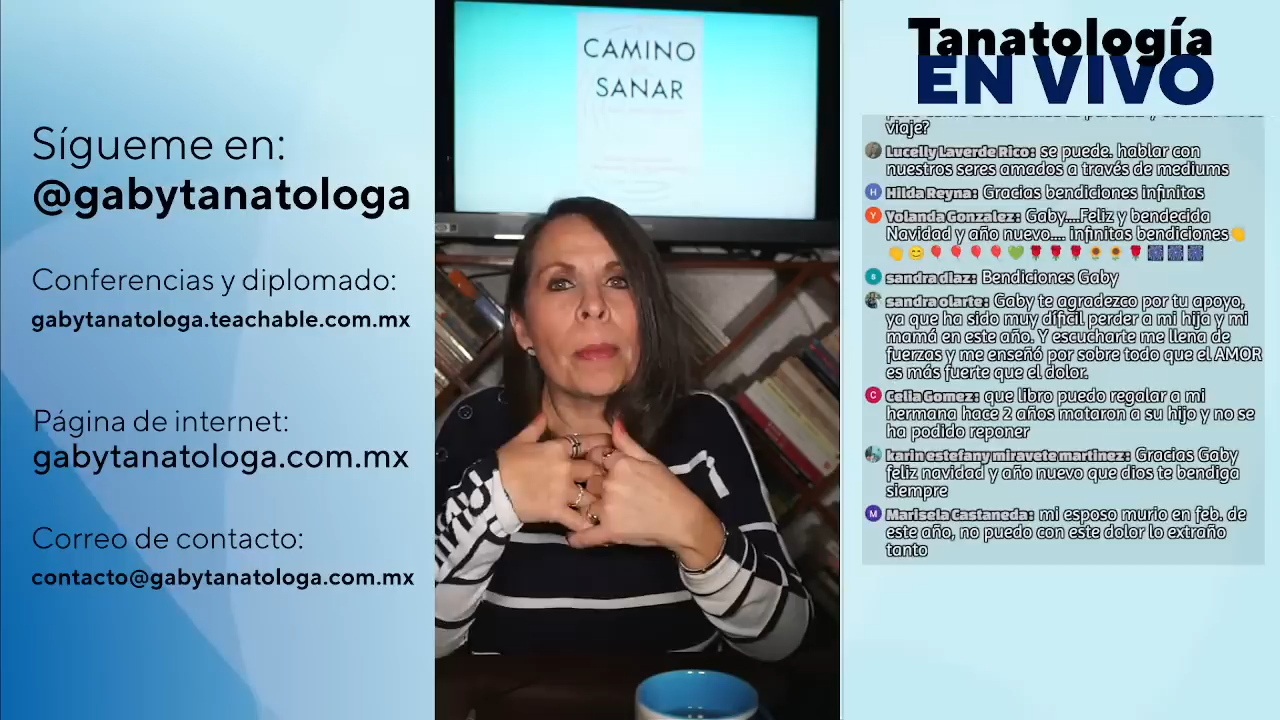 Sígueme en:
@gabytanatologa
Conferencias y diplomado:
gabytanatologa.teachable.com.mx
Página de internet:
gabytanatologa.com.mx
Correo de contacto:
contacto@gabytanatologa.com.mx
CAMINO
SANAR
Tanatología
EN VIVO
viaje?
Lucelly Laverde Rico: se puede. hablar con
nuestros seres amados a través de mediums
Hilda Reyna: Gracias bendiciones infinitas
Yolanda Gonzalez: Gaby....Feliz y bendecida
Navidad y año nuevo.... infinitas bendiciones👏
👏😊🎈🎈🎈🎈💚🌹🌹🌹🌻🌻🌹🎆🎆🎆
sandra diaz: Bendiciones Gaby
sandra olarte: Gaby te agradezco por tu apoyo,
ya que ha sido muy difícil perder a mi hija y mi
mamá en este año. Y escucharte me llena de
fuerzas y me enseñó por sobre todo que el AMOR
es más fuerte que el dolor.
Celia Gomez: que libro puedo regalar a mi
hermana hace 2 años mataron a su hijo y no se
ha podido reponer
karin estefany miravete martinez: Gracias Gaby
feliz navidad y año nuevo que dios te bendiga
siempre
Marisela Castaneda: mi esposo murio en feb. de
este año, no puedo con este dolor lo extraño
tanto